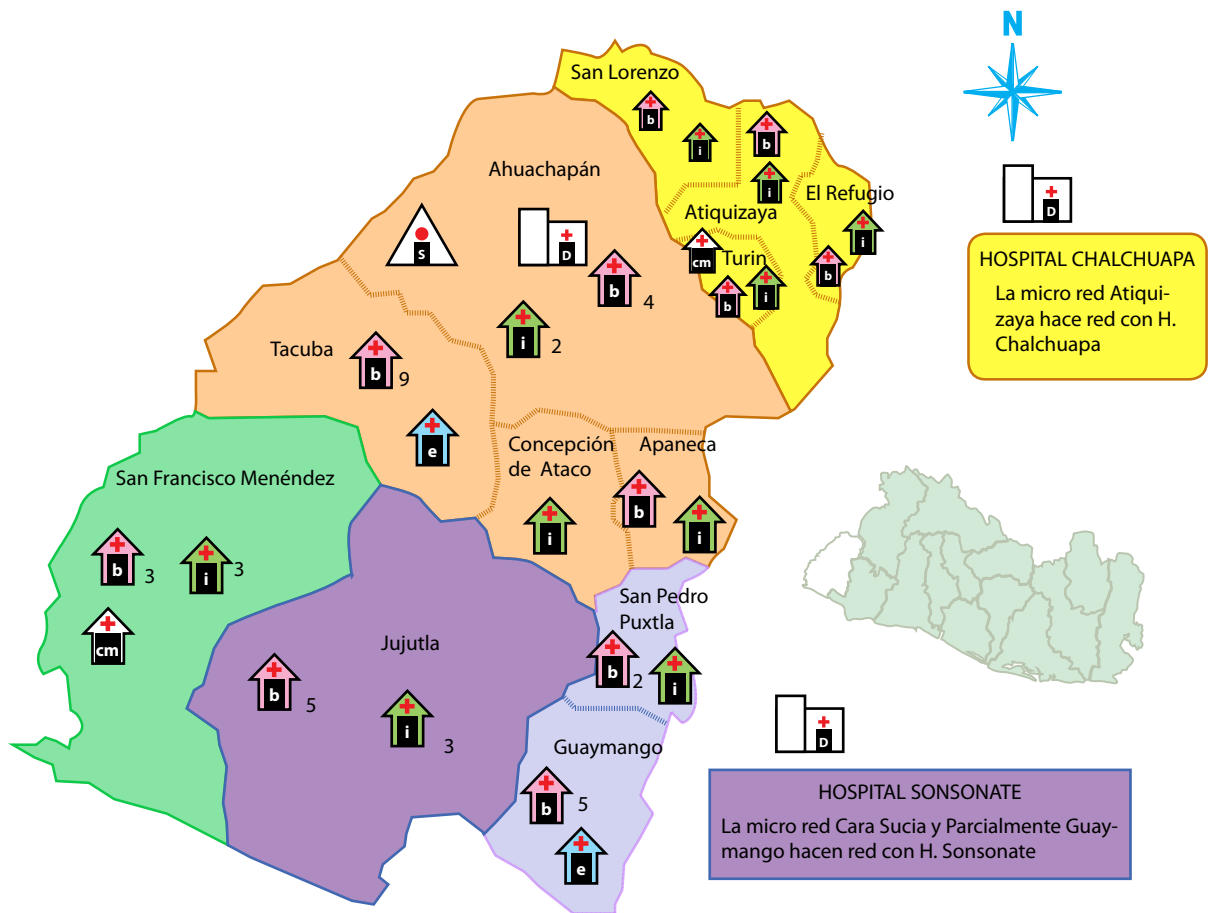 N
San Lorenzo
b
i
b
i
Ahuachapán
El Refugio
Atiquizaya
i
S
D
cm
Turin
b
b
i
b
4
D
HOSPITAL CHALCHUAPA
La micro red Atiqui-
zaya hace red con H.
Chalchuapa
i
2
Tacuba
b
9
e
Concepción
de Ataco
Apaneca
b
i
i
San Francisco Menéndez
b
3
i
3
cm
San Pedro
Puxtla
b
2
i
Jujutla
b
5
i
3
Guaymango
b
5
e
D
HOSPITAL SONSONATE
La micro red Cara Sucia y Parcialmente Guay-
mango hacen red con H. Sonsonate